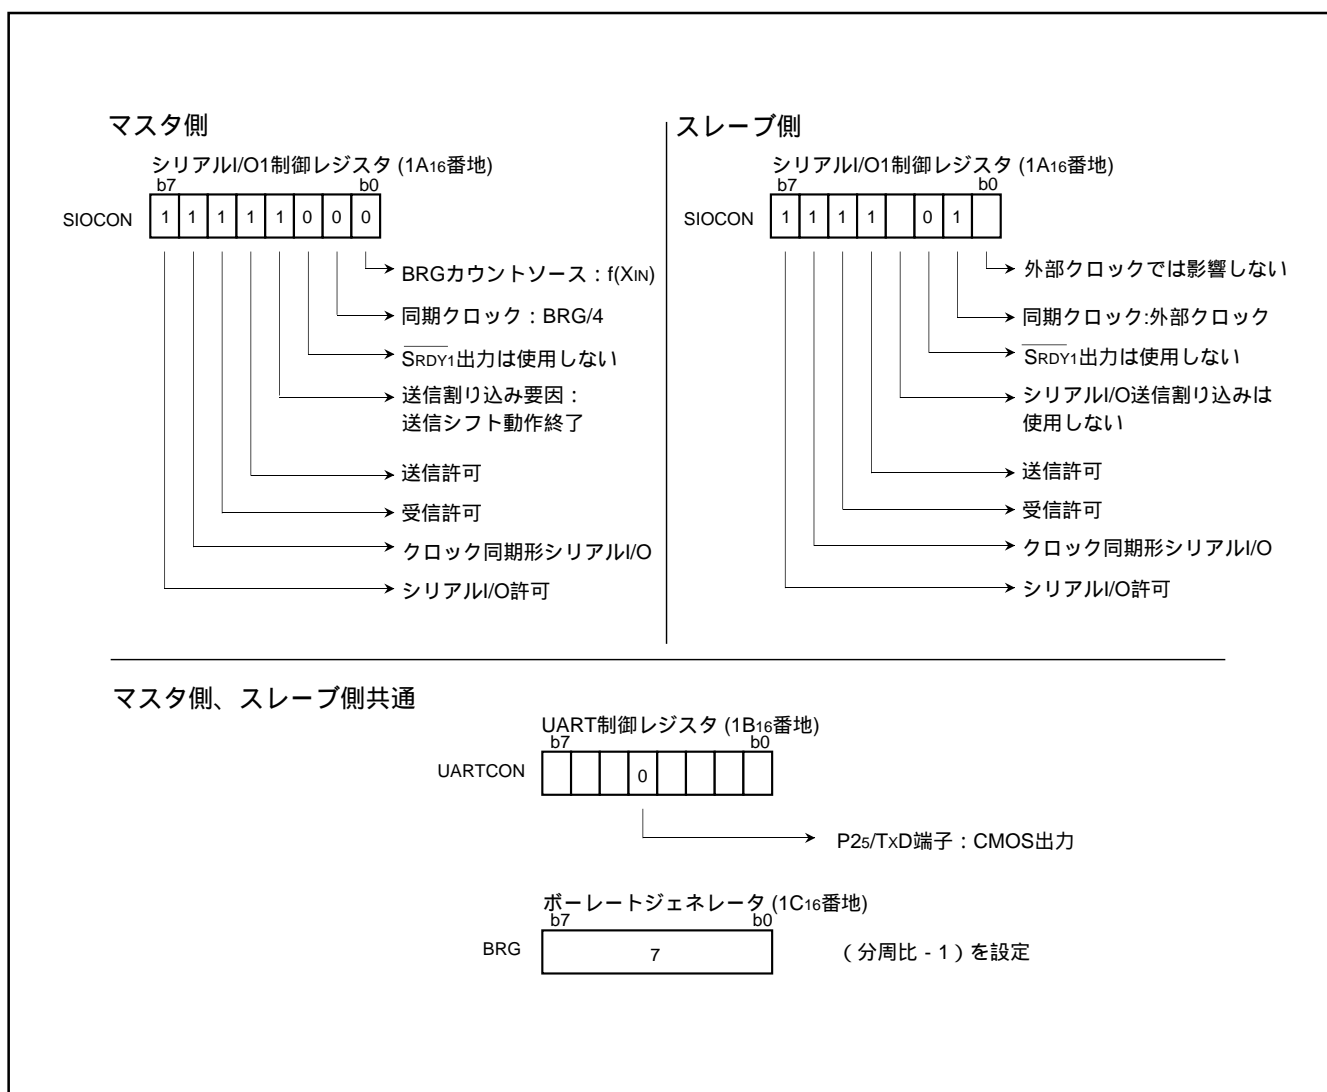 マスタ側
シリアルI/O1制御レジスタ (1A16番地)
b7 b0
SIOCON 1 1 1 1 1 0 0 0
BRGカウントソース：f(XIN)
同期クロック：BRG/4
SRDY1出力は使用しない
送信割り込み要因：
送信シフト動作終了
送信許可
受信許可
クロック同期形シリアルI/O
シリアルI/O許可
スレーブ側
シリアルI/O1制御レジスタ (1A16番地)
b7 b0
SIOCON 1 1 1 1 0 1
外部クロックでは影響しない
同期クロック:外部クロック
SRDY1出力は使用しない
シリアルI/O送信割り込みは
使用しない
送信許可
受信許可
クロック同期形シリアルI/O
シリアルI/O許可
マスタ側、スレーブ側共通
UART制御レジスタ (1B16番地)
b7 b0
UARTCON 0
P25/TxD端子：CMOS出力
ボーレートジェネレータ (1C16番地)
b7 b0
BRG 7 （分周比 - 1）を設定